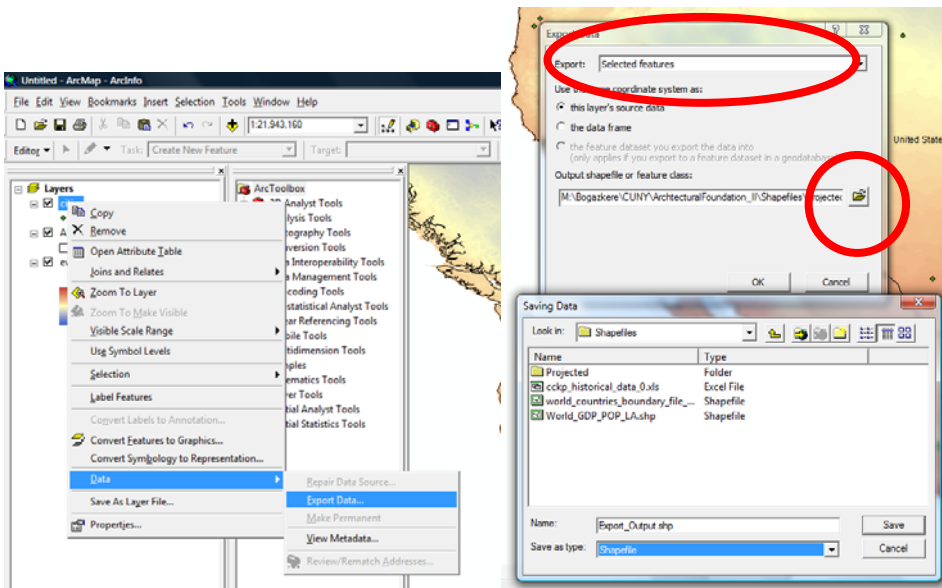 Untitled - ArcMap - ArcInfo
File Edit View Bookmarks Insert Selection Tools Window Help
1:21,943,160
Editor Task: Create New Feature Target:
Layers
Copy
Remove
Open Attribute Table
Joins and Relates
Zoom To Layer
Zoom To Make Visible
Visible Scale Range
Use Symbol Levels
Selection
Label Features
Convert Labels to Annotation...
Convert Features to Graphics...
Convert Symbology to Representation...
Data
Save As Layer File...
Properties...
ArcToolbox
Analyst Tools
Tools
Tools
Tools
Interoperability Tools
Management Tools
Tools
Analyst Tools
Referencing Tools
Tools
Tools
Tools
Tools
Analyst Tools
Statistics Tools
Repair Data Source...
Export Data...
Make Permanent
View Metadata...
Review/Rematch Addresses...
Export Data
Export: Selected features
Use the same coordinate system as:
this layer's source data
the data frame
the feature dataset you export the data into
(only applies if you export to a feature dataset in a geodatabase
Output shapefile or feature class:
M:\Bogazkere\CUNY\ArchtecturalFoundation_II\Shapefiles\Projected
OK Cancel
United State
Saving Data
Look in: Shapefiles
Name Type
Projected Folder
cckp_historical_data_0.xls Excel File
world_countries_boundary_file_... Shapefile
World_GDP_POP_LA.shp Shapefile
Name: Export_Output.shp Save
Save as type: Shapefile Cancel